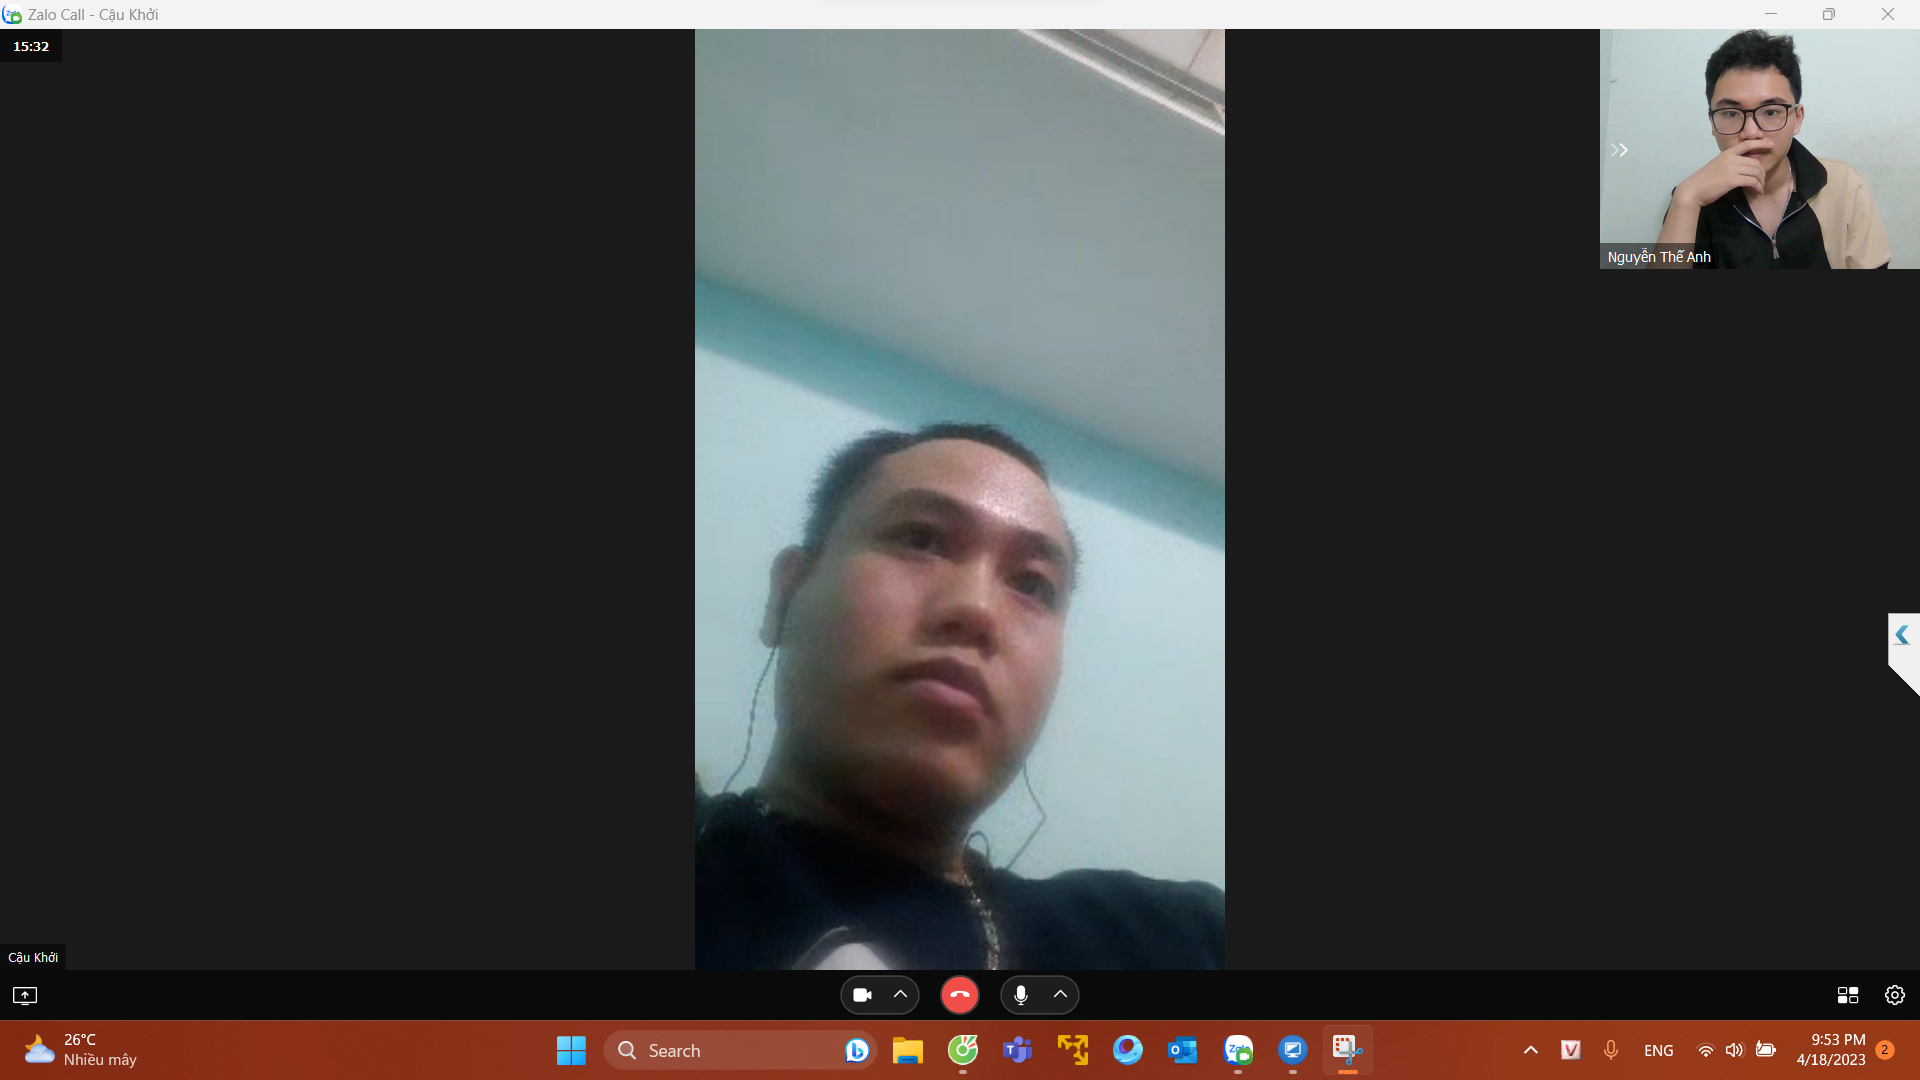 Zalo Call - Cậu Khởi
15:32
Nguyễn Thế Anh
Cậu Khởi
26°C
Nhiều mây
Search
Zalo
ENG
9:53 PM
4/18/2023
2